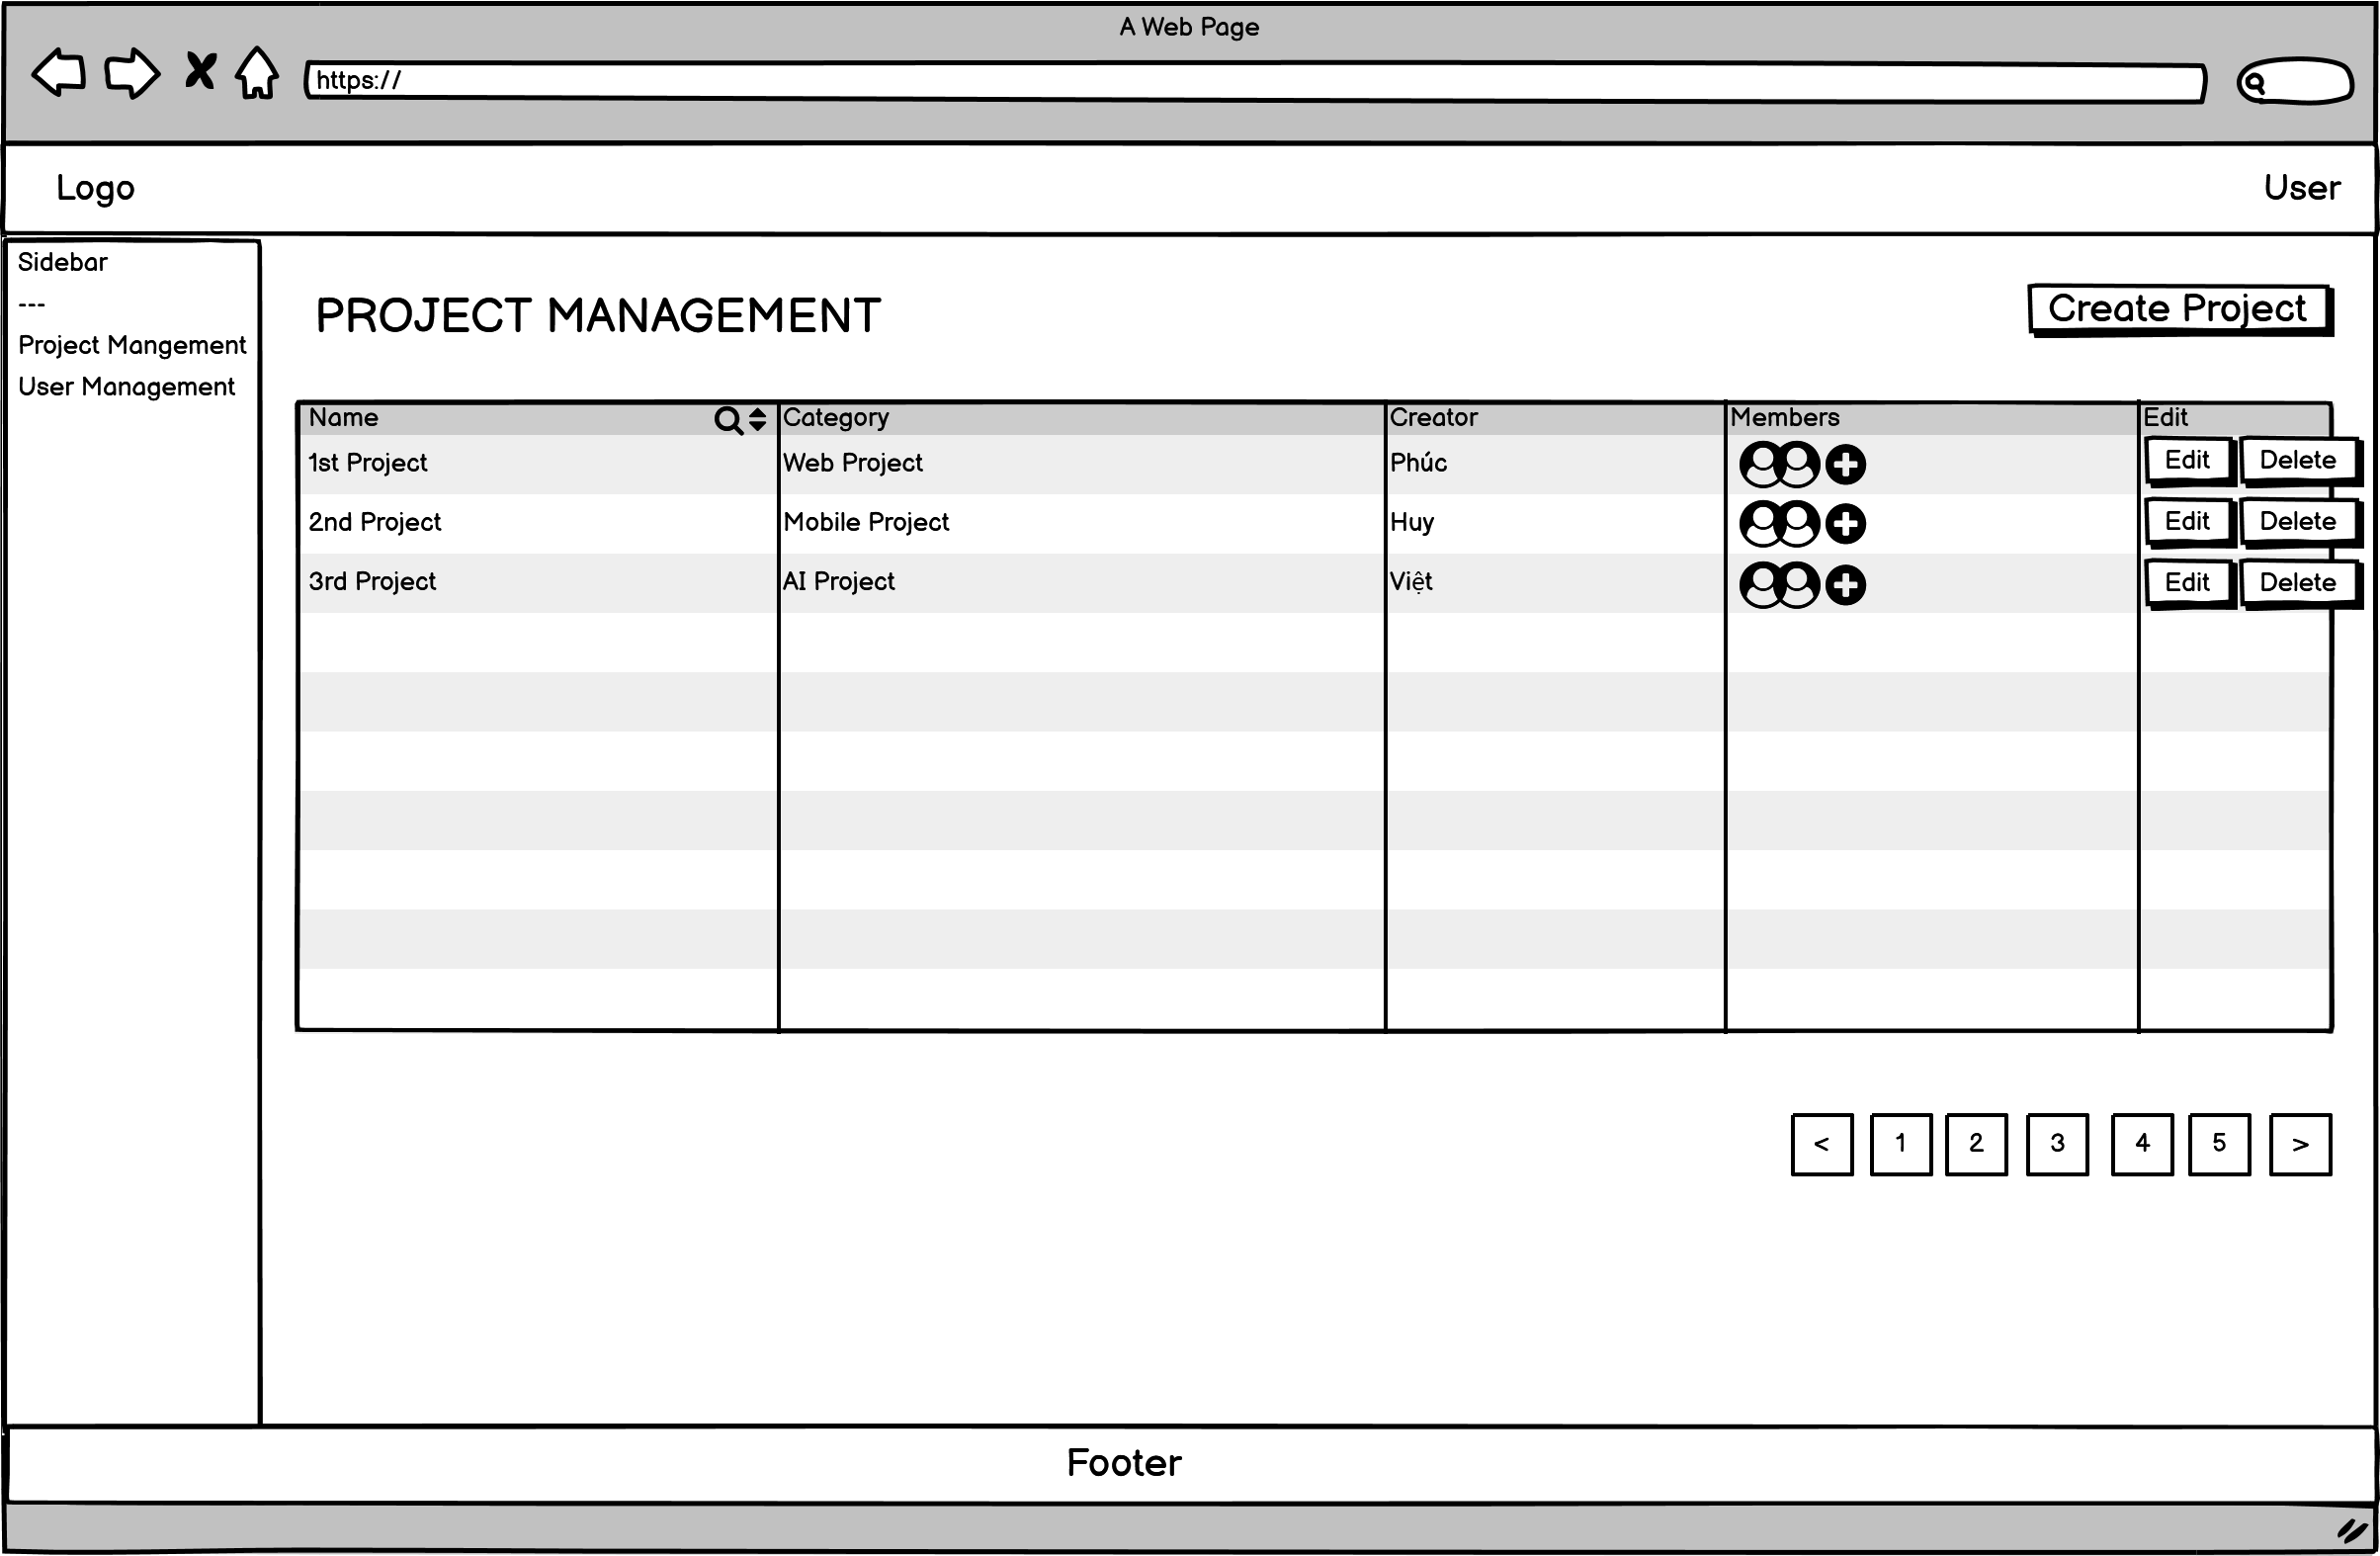 A Web Page
https://
Logo
User
Sidebar
---
Project Mangement
User Management
PROJECT MANAGEMENT
Create Project
Name Category Creator Members Edit
1st Project Web Project Phúc Edit Delete
2nd Project Mobile Project Huy Edit Delete
3rd Project AI Project Việt Edit Delete
< 1 2 3 4 5 >
Footer